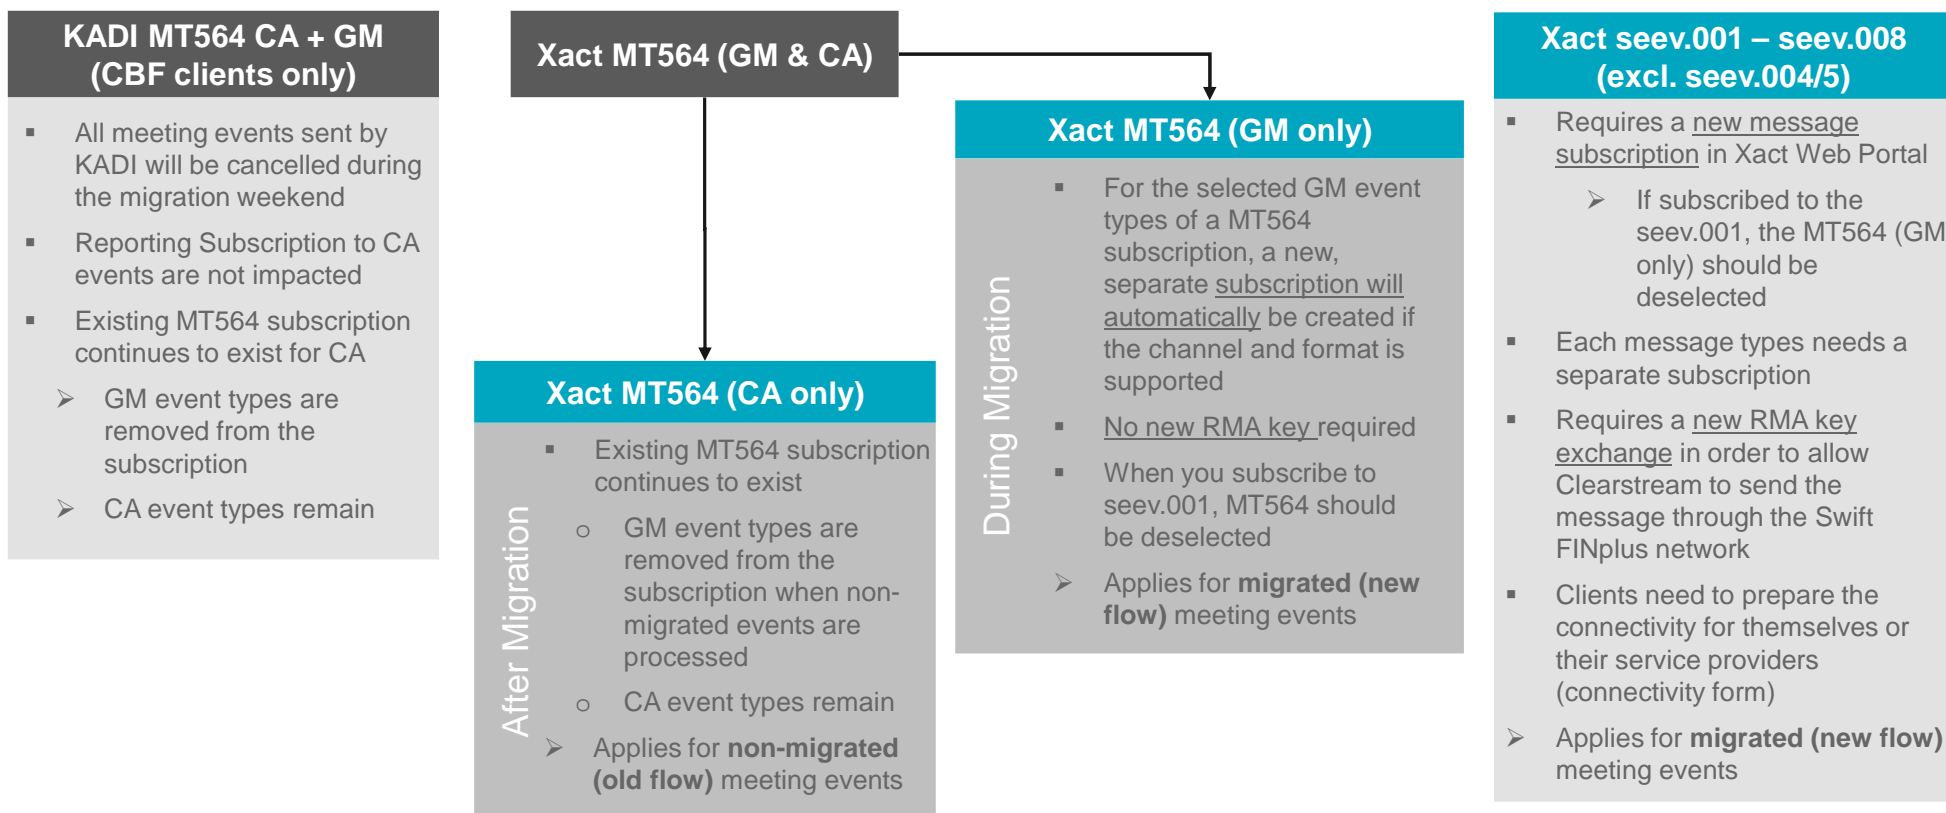 KADI MT564 CA + GM
(CBF clients only)
▪ All meeting events sent by
KADI will be cancelled during
the migration weekend
▪ Reporting Subscription to CA
events are not impacted
▪ Existing MT564 subscription
continues to exist for CA
➢ GM event types are
removed from the
subscription
➢ CA event types remain
Xact MT564 (GM & CA)
Xact MT564 (CA only)
After Migration
▪ Existing MT564 subscription
continues to exist
o GM event types are
removed from the
subscription when non-
migrated events are
processed
o CA event types remain
➢ Applies for non-migrated
(old flow) meeting events
Xact MT564 (GM only)
During Migration
▪ For the selected GM event
types of a MT564
subscription, a new,
separate subscription will
automatically be created if
the channel and format is
supported
▪ No new RMA key required
▪ When you subscribe to
seev.001, MT564 should
be deselected
➢ Applies for migrated (new
flow) meeting events
Xact seev.001 – seev.008
(excl. seev.004/5)
▪ Requires a new message
subscription in Xact Web Portal
➢ If subscribed to the
seev.001, the MT564 (GM
only) should be
deselected
▪ Each message types needs a
separate subscription
▪ Requires a new RMA key
exchange in order to allow
Clearstream to send the
message through the Swift
FINplus network
▪ Clients need to prepare the
connectivity for themselves or
their service providers
(connectivity form)
➢ Applies for migrated (new flow)
meeting events